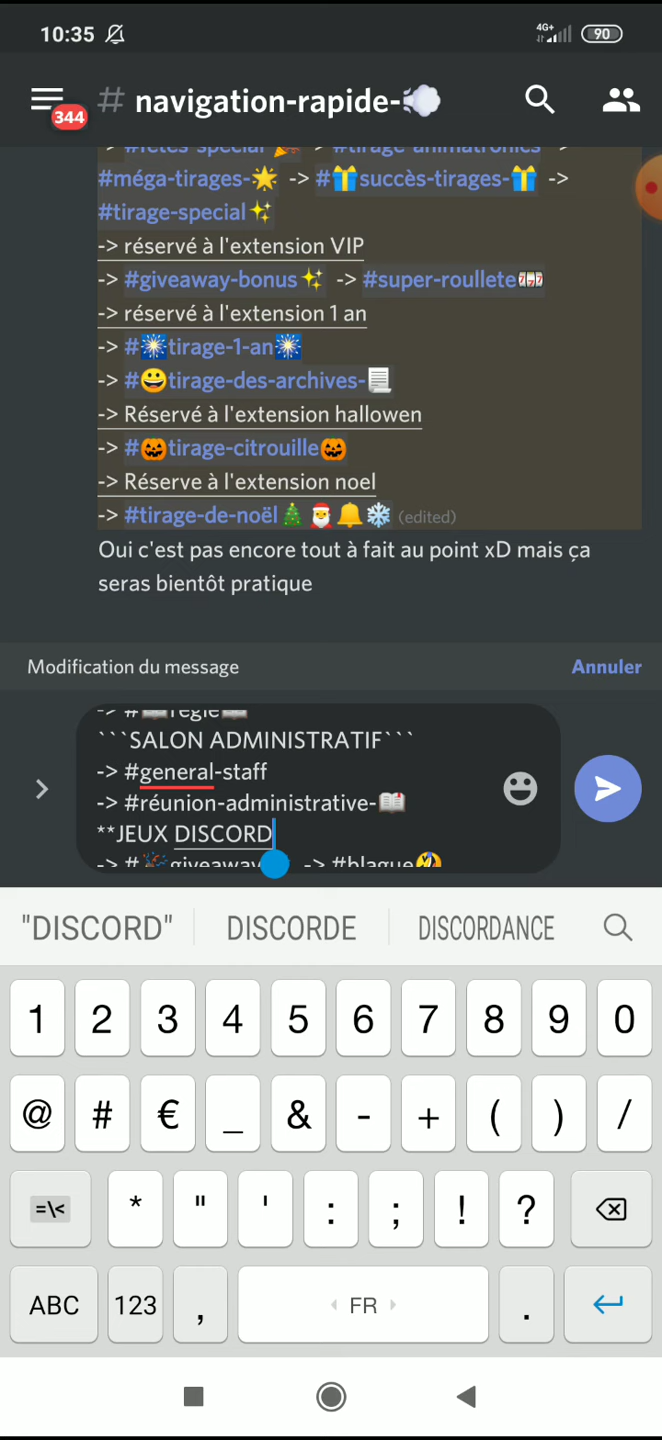 10:35 4G+ 90
344 # navigation-rapide-💨
-> #fêtes-special🎉 -> #tirage-animatronics ->
#méga-tirages-🌟 -> #🎁succès-tirages-🎁 ->
#tirage-special✨
-> réservé à l'extension VIP
-> #giveaway-bonus✨ -> #super-roullete🎰
-> réservé à l'extension 1 an
-> #🎆tirage-1-an🎆
-> #😀tirage-des-archives-📃
-> Réservé à l'extension hallowen
-> #🎃tirage-citrouille🎃
-> Réserve à l'extension noel
-> #tirage-de-noël🎄🎅🔔❄️ (edited)
Oui c'est pas encore tout à fait au point xD mais ça
seras bientôt pratique
Modification du message Annuler
-> #📖règle📖
```SALON ADMINISTRATIF```
-> #general-staff
-> #réunion-administrative-📖
**JEUX DISCORD
-> #🎉giveaway -> #blague🤣
"DISCORD" DISCORDE DISCORDANCE
1 2 3 4 5 6 7 8 9 0
@ # € _ & - + ( ) /
=\< * " ' : ; ! ?
ABC 123 , FR .